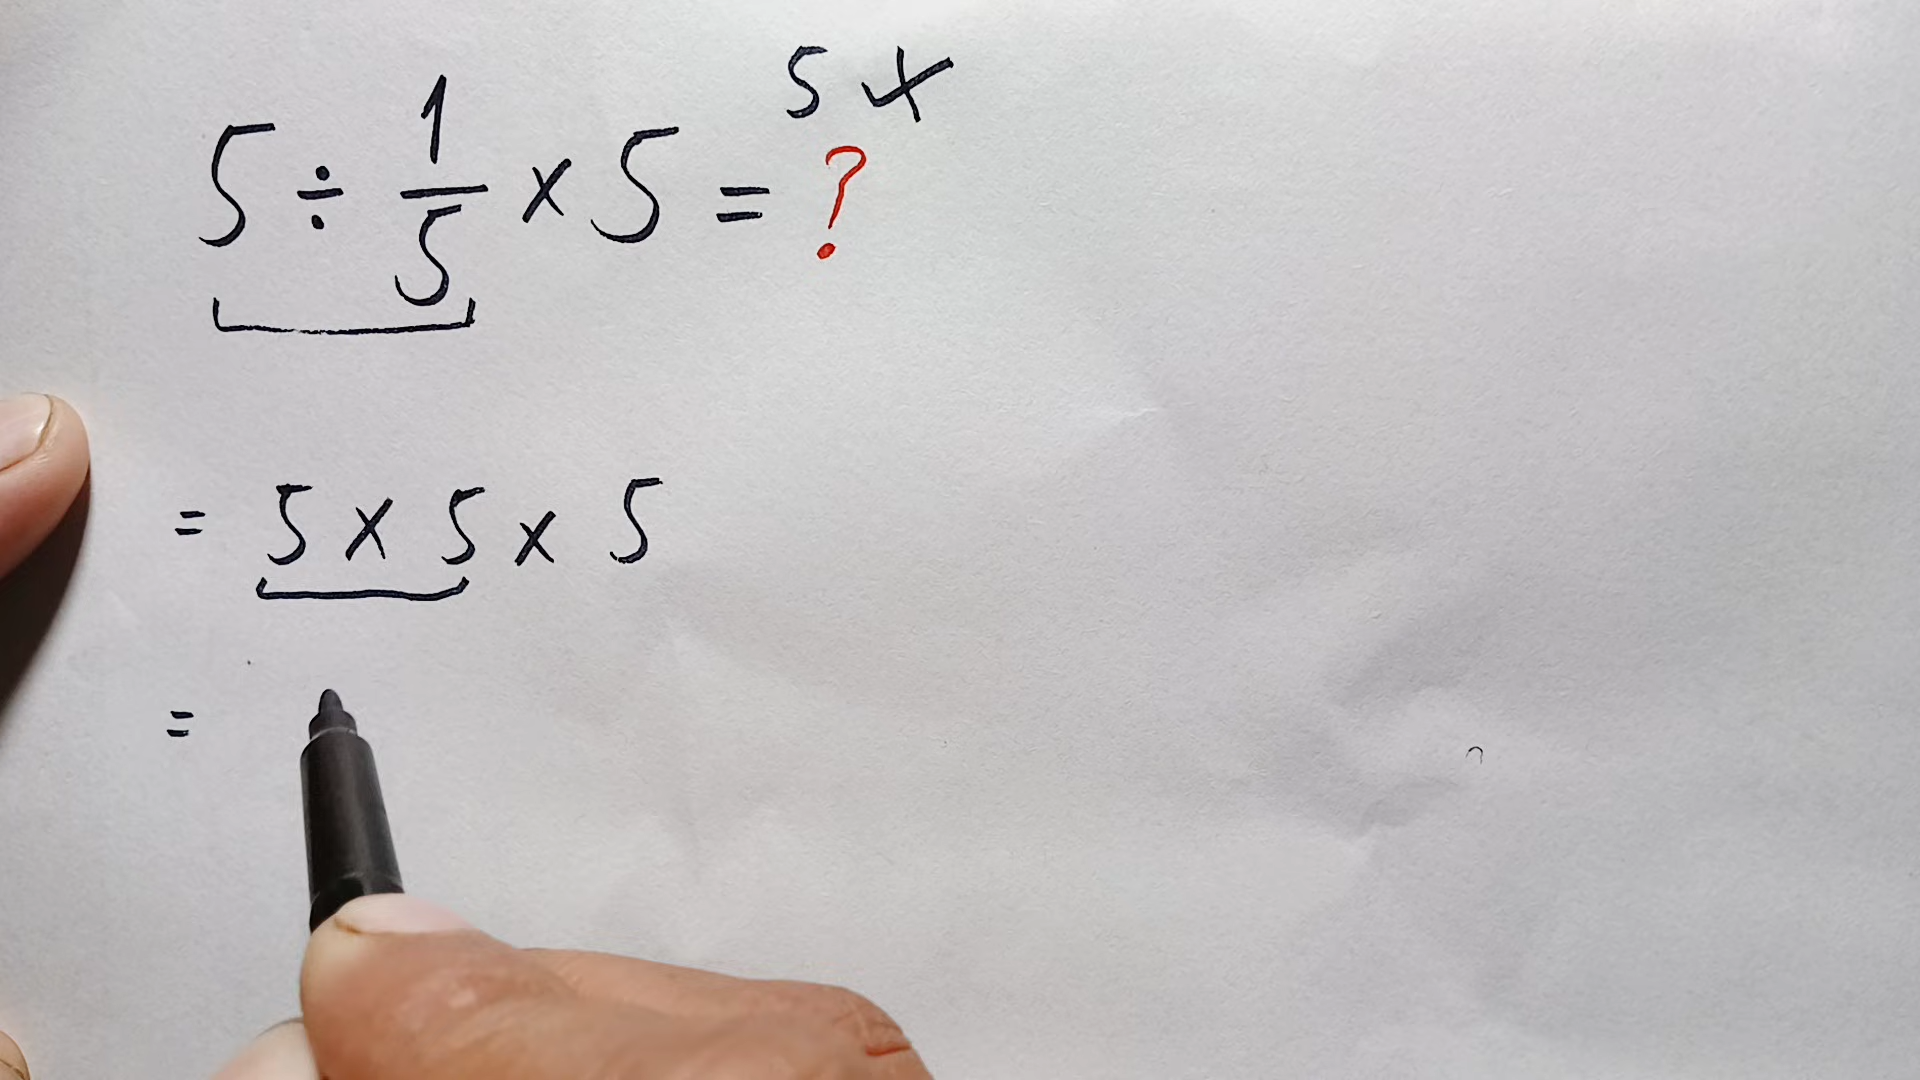 5 ×
5 ÷ 1/5 × 5 = ?
= 5 × 5 × 5
=